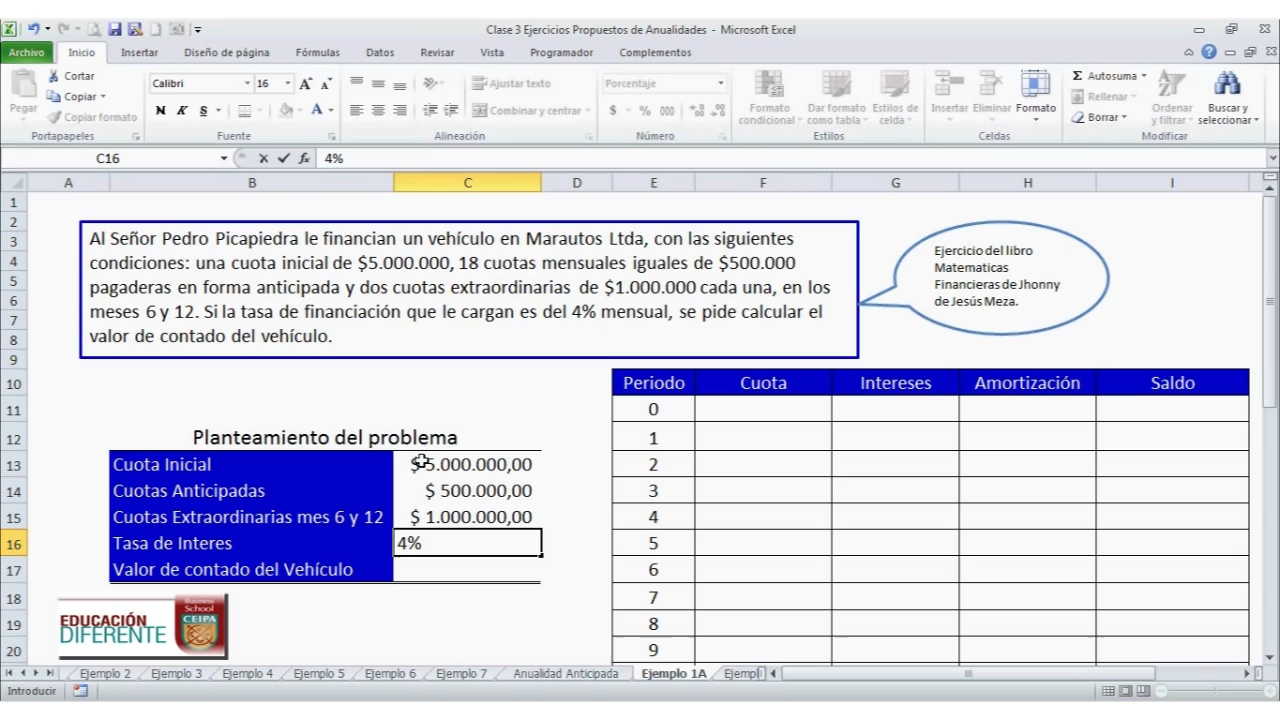 Clase 3 Ejercicios Propuestos de Anualidades - Microsoft Excel
Archivo Inicio Insertar Diseño de página Fórmulas Datos Revisar Vista Programador Complementos
Pegar
Cortar
Copiar
Copiar formato
Portapapeles
Calibri 16
N K S
Fuente
Ajustar texto
Combinar y centrar
Alineación
Porcentaje
$ % 000
Número
Formato condicional
Dar formato como tabla
Estilos de celda
Estilos
Insertar Eliminar Formato
Celdas
Σ Autosuma
Rellenar
Borrar
Ordenar y filtrar
Buscar y seleccionar
Modificar
C16 fx 4%
A B C D E F G H I
1
2
3
4
5
6
7
8
9
10
11
12
13
14
15
16
17
18
19
20
Al Señor Pedro Picapiedra le financian un vehículo en Marautos Ltda, con las siguientes
condiciones: una cuota inicial de $5.000.000, 18 cuotas mensuales iguales de $500.000
pagaderas en forma anticipada y dos cuotas extraordinarias de $1.000.000 cada una, en los
meses 6 y 12. Si la tasa de financiación que le cargan es del 4% mensual, se pide calcular el
valor de contado del vehículo.
Ejercicio del libro
Matematicas
Financieras de Jhonny
de Jesús Meza.
Planteamiento del problema
Cuota Inicial $ 5.000.000,00
Cuotas Anticipadas $ 500.000,00
Cuotas Extraordinarias mes 6 y 12 $ 1.000.000,00
Tasa de Interes 4%
Valor de contado del Vehículo
Periodo Cuota Intereses Amortización Saldo
0
1
2
3
4
5
6
7
8
9
EDUCACIÓN
DIFERENTE
Business
School
CEIPA
Ejemplo 2 Ejemplo 3 Ejemplo 4 Ejemplo 5 Ejemplo 6 Ejemplo 7 Anualidad Anticipada Ejemplo 1A Ejempl
Introducir